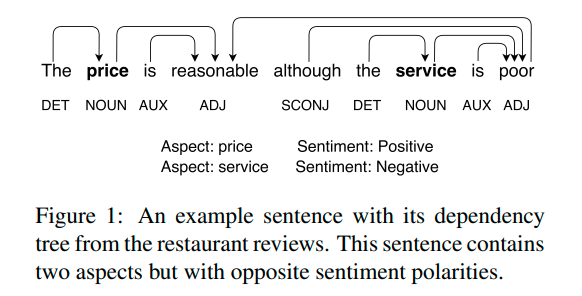 The price is reasonable although the service is poor
DET NOUN AUX ADJ SCONJ DET NOUN AUX ADJ
Aspect: price Sentiment: Positive
Aspect: service Sentiment: Negative
Figure 1: An example sentence with its dependency
tree from the restaurant reviews. This sentence contains
two aspects but with opposite sentiment polarities.